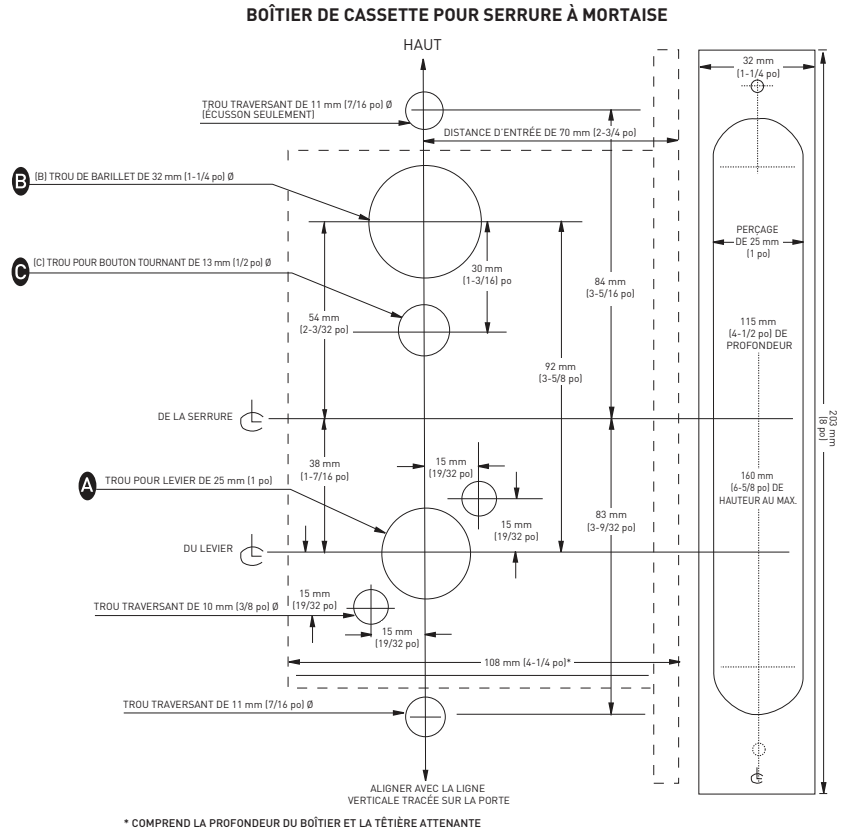 BOÎTIER DE CASSETTE POUR SERRURE À MORTAISE
HAUT
TROU TRAVERSANT DE 11 mm (7/16 po) Ø
(ÉCUSSON SEULEMENT)
DISTANCE D'ENTRÉE DE 70 mm (2-3/4 po)
32 mm
(1-1/4 po)
B
(B) TROU DE BARILLET DE 32 mm (1-1/4 po) Ø
C
(C) TROU POUR BOUTON TOURNANT DE 13 mm (1/2 po) Ø
30 mm
(1-3/16) po
84 mm
(3-5/16 po)
PERÇAGE
DE 25 mm
(1 po)
54 mm
(2-3/32 po)
92 mm
(3-5/8 po)
115 mm
(4-1/2 po) DE
PROFONDEUR
203 mm
(8 po)
DE LA SERRURE
38 mm
(1-7/16 po)
15 mm
(19/32 po)
A
TROU POUR LEVIER DE 25 mm (1 po)
160 mm
(6-5/8 po) DE
HAUTEUR AU MAX.
83 mm
(3-9/32 po)
15 mm
(19/32 po)
DU LEVIER
15 mm
(19/32 po)
TROU TRAVERSANT DE 10 mm (3/8 po) Ø
15 mm
(19/32 po)
108 mm (4-1/4 po)*
TROU TRAVERSANT DE 11 mm (7/16 po) Ø
ALIGNER AVEC LA LIGNE
VERTICALE TRACÉE SUR LA PORTE
* COMPREND LA PROFONDEUR DU BOÎTIER ET LA TÊTIÈRE ATTENANTE